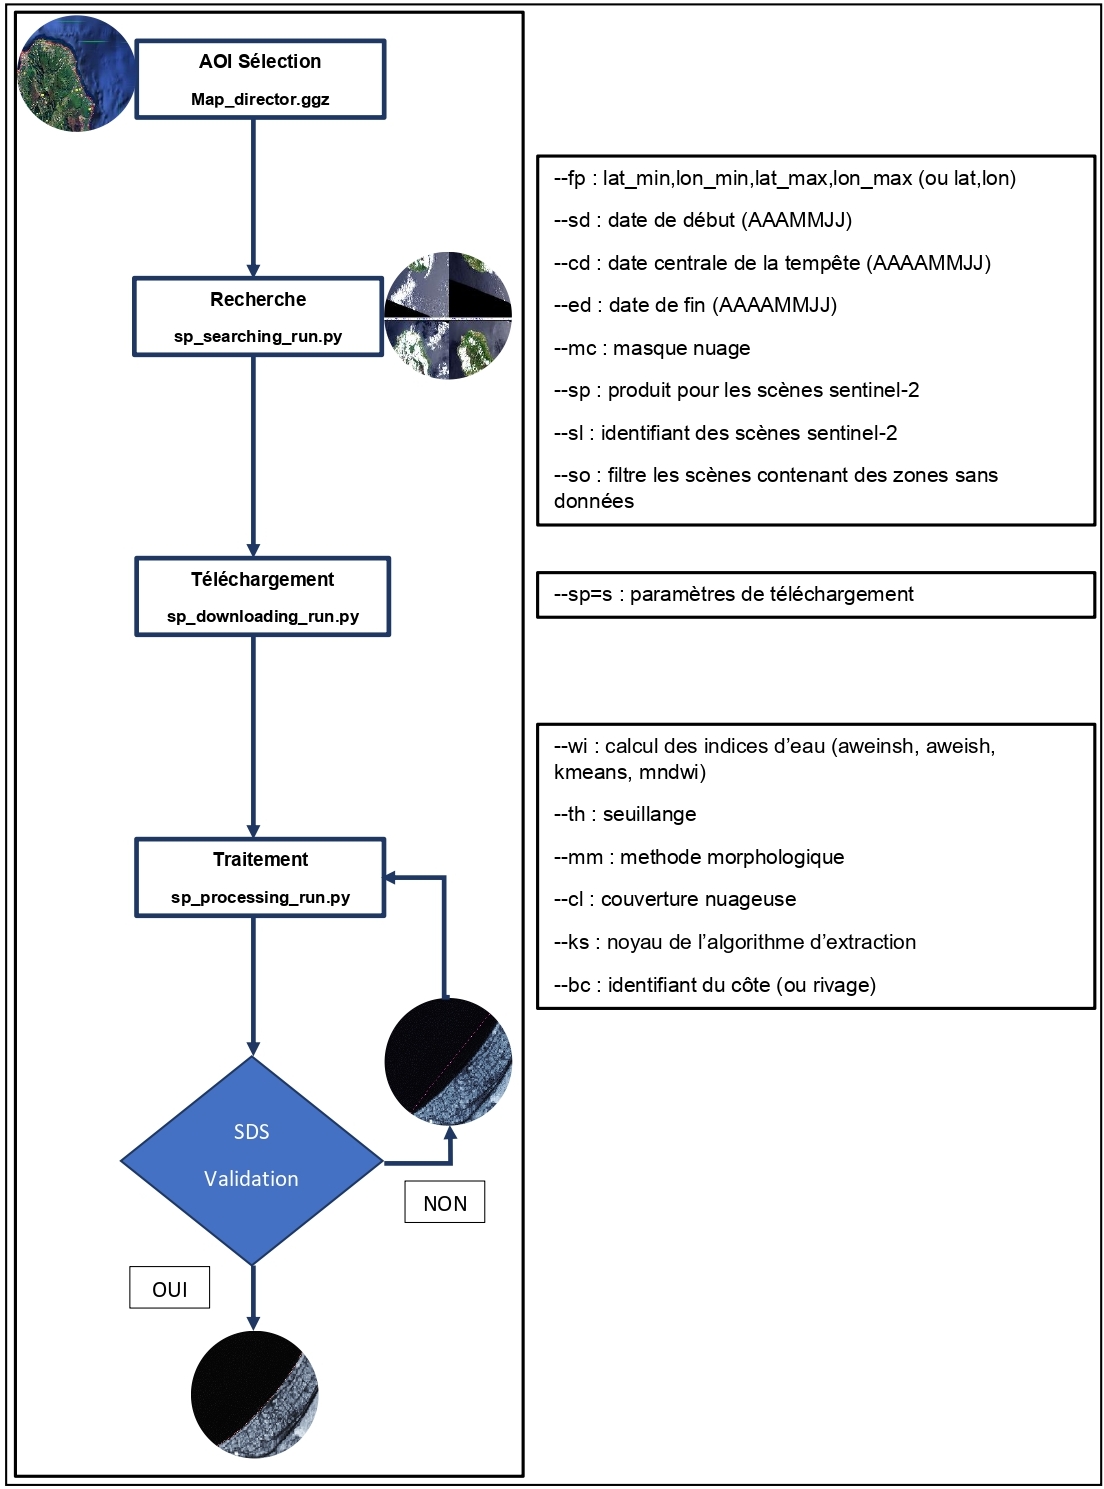 AOI Sélection
Map_director.ggz
Recherche
sp_searching_run.py
--fp : lat_min,lon_min,lat_max,lon_max (ou lat,lon)
--sd : date de début (AAAMMJJ)
--cd : date centrale de la tempête (AAAAMMJJ)
--ed : date de fin (AAAAMMJJ)
--mc : masque nuage
--sp : produit pour les scènes sentinel-2
--sl : identifiant des scènes sentinel-2
--so : filtre les scènes contenant des zones sans
données
Téléchargement
sp_downloading_run.py
--sp=s : paramètres de téléchargement
Traitement
sp_processing_run.py
--wi : calcul des indices d’eau (aweinsh, aweish,
kmeans, mndwi)
--th : seuillange
--mm : methode morphologique
--cl : couverture nuageuse
--ks : noyau de l’algorithme d’extraction
--bc : identifiant du côte (ou rivage)
SDS
Validation
NON
OUI